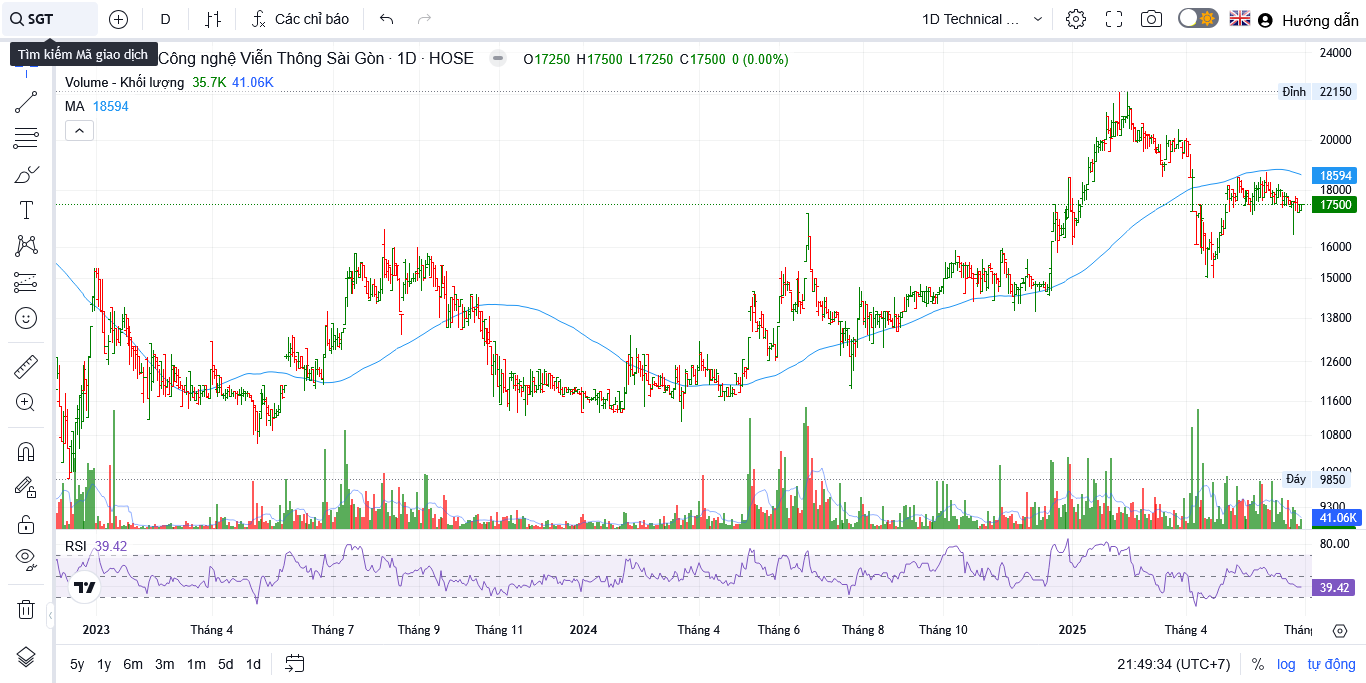 SGT
D
Các chỉ báo
1D Technical ...
Hướng dẫn
Tìm kiếm Mã giao dịch
Công nghệ Viễn Thông Sài Gòn · 1D · HOSE
O17250 H17500 L17250 C17500 0 (0.00%)
Volume - Khối lượng 35.7K 41.06K
MA 18594
24000
Đỉnh 22150
20000
18594
18000
17500
16000
15000
13800
12600
11600
10800
10000
Đáy 9850
9300
41.06K
RSI 39.42
80.00
39.42
2023 Tháng 4 Tháng 7 Tháng 9 Tháng 11 2024 Tháng 4 Tháng 6 Tháng 8 Tháng 10 2025 Tháng 4 Thán
5y 1y 6m 3m 1m 5d 1d
21:49:34 (UTC+7) % log tự động